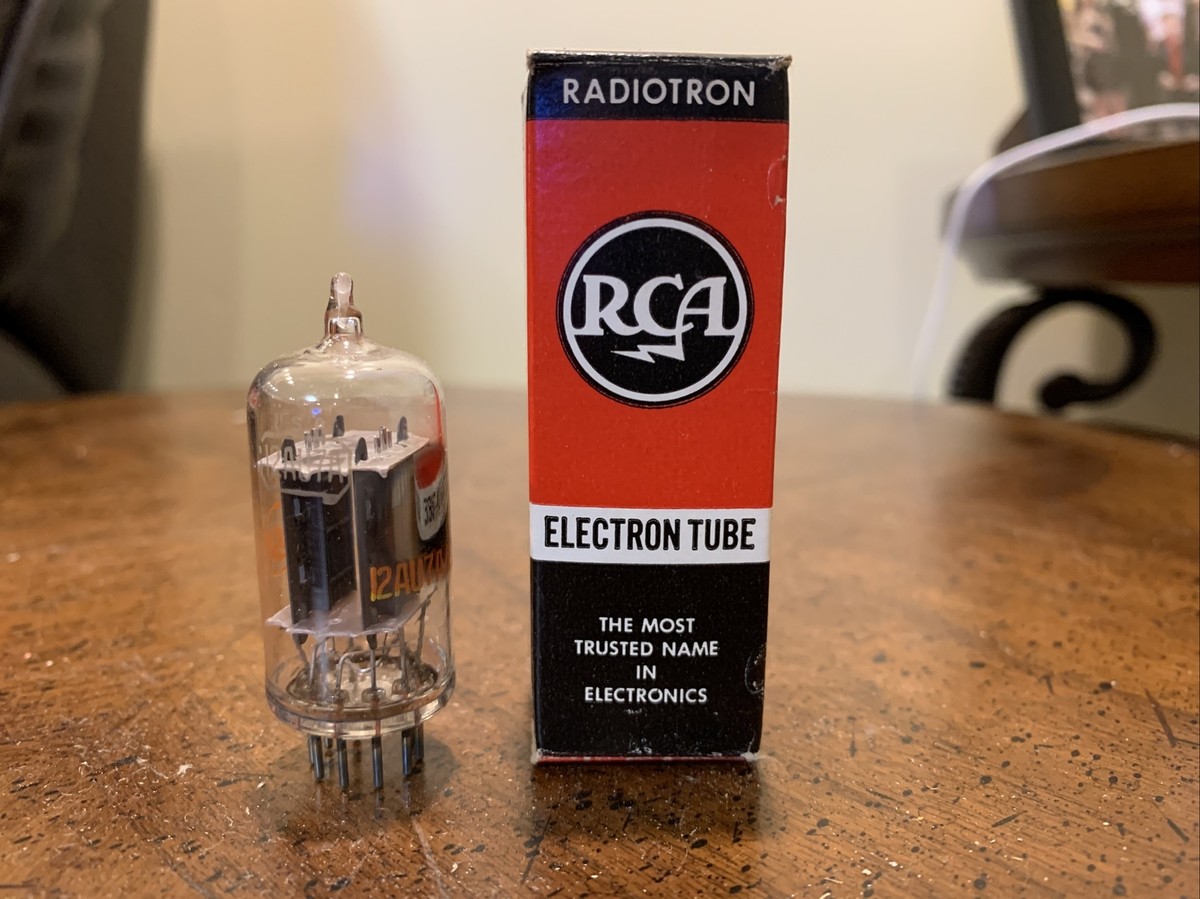 RADIOTRON
RCA
ELECTRON TUBE
THE MOST
TRUSTED NAME
IN
ELECTRONICS
12AU7A